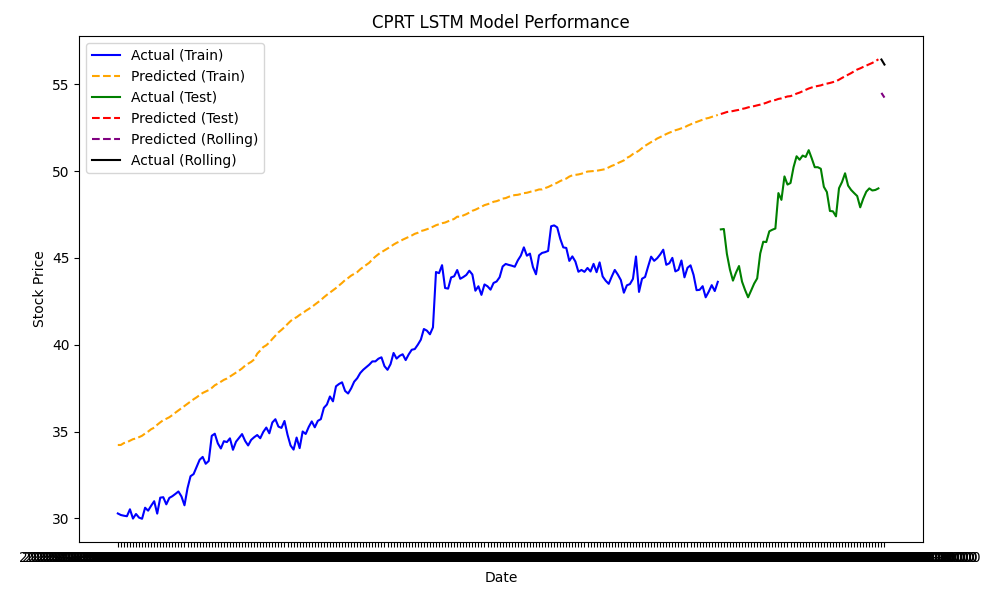 CPRT LSTM Model Performance
Actual (Train)
Predicted (Train)
Actual (Test)
Predicted (Test)
Predicted (Rolling)
Actual (Rolling)
Stock Price
55
50
45
40
35
30
Date